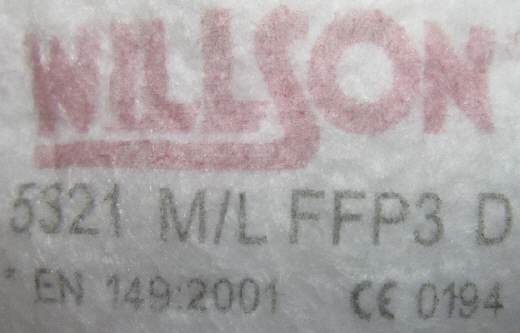 WILLSON
5321 M/L FFP3 D
* EN 149:2001 CE 0194